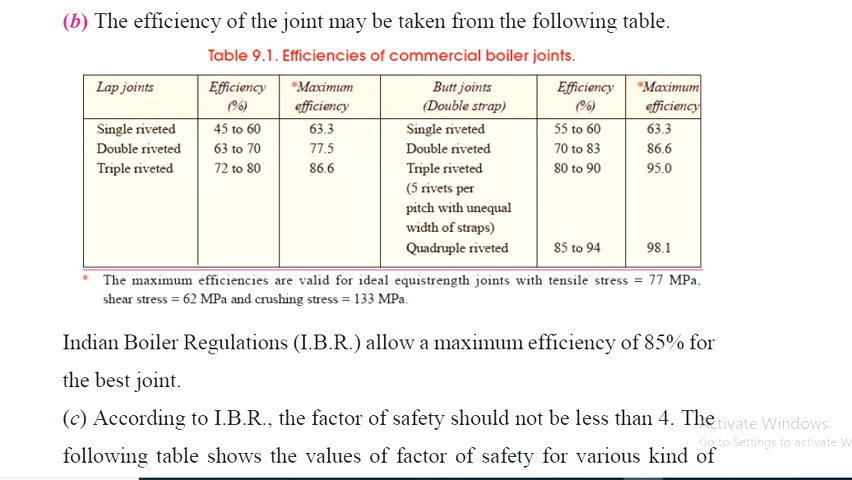 (b) The efficiency of the joint may be taken from the following table.
Table 9.1. Efficiencies of commercial boiler joints.
Lap joints Efficiency *Maximum Butt joints Efficiency *Maximum
(%) efficiency (Double strap) (%) efficiency
Single riveted 45 to 60 63.3 Single riveted 55 to 60 63.3
Double riveted 63 to 70 77.5 Double riveted 70 to 83 86.6
Triple riveted 72 to 80 86.6 Triple riveted 80 to 90 95.0
(5 rivets per
pitch with unequal
width of straps)
Quadruple riveted 85 to 94 98.1
* The maximum efficiencies are valid for ideal equistrength joints with tensile stress = 77 MPa,
shear stress = 62 MPa and crushing stress = 133 MPa.
Indian Boiler Regulations (I.B.R.) allow a maximum efficiency of 85% for
the best joint.
(c) According to I.B.R., the factor of safety should not be less than 4. The
following table shows the values of factor of safety for various kind of
Activate Windows
Go to Settings to activate W